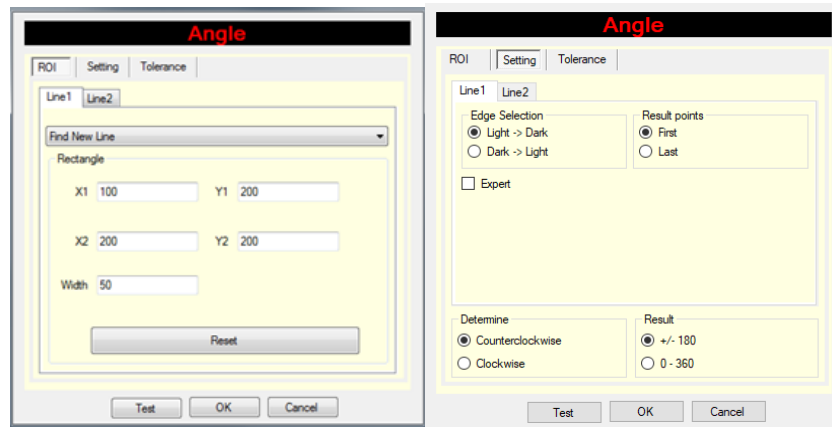 Angle
ROI Setting Tolerance
Line1 Line2
Find New Line
Rectangle
X1 100 Y1 200
X2 200 Y2 200
Width 50
Reset
Test OK Cancel
Angle
ROI Setting Tolerance
Line1 Line2
Edge Selection Result points
Light -> Dark First
Dark -> Light Last
Expert
Determine Result
Counterclockwise +/- 180
Clockwise 0 - 360
Test OK Cancel